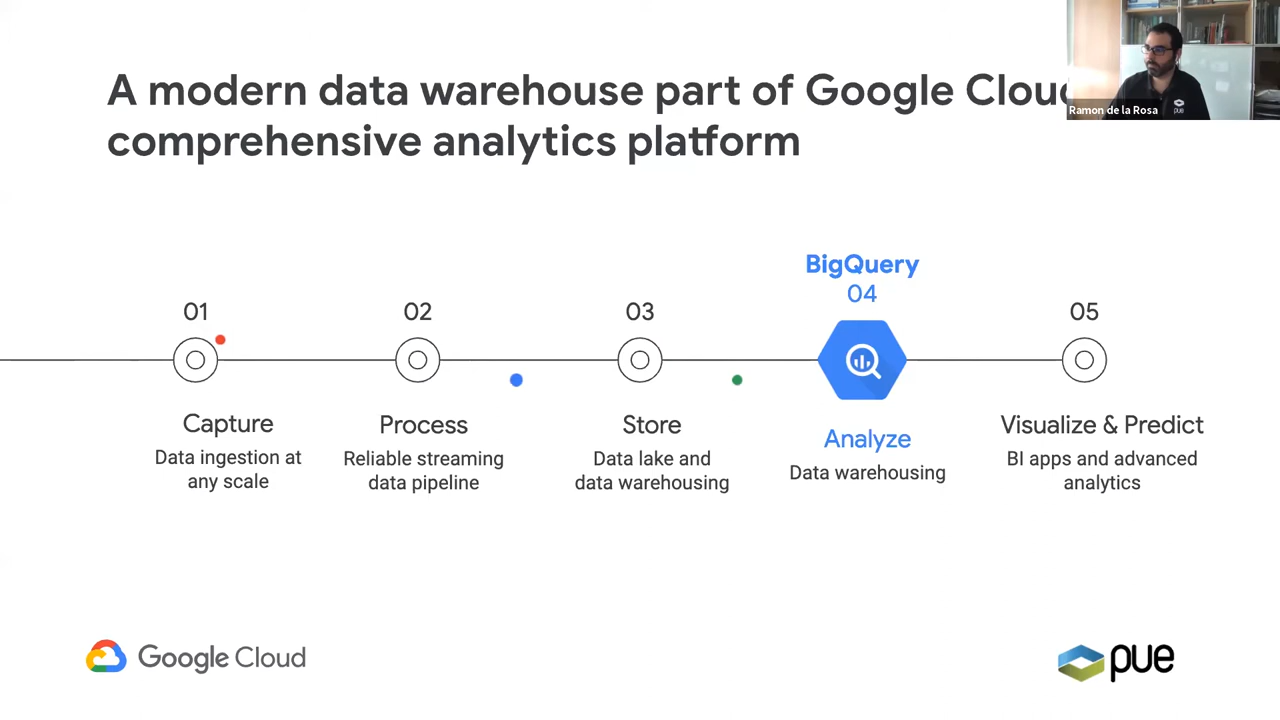 A modern data warehouse part of Google Cloud
comprehensive analytics platform
Ramon de la Rosa
pue
BigQuery
01
02
03
04
05
Capture
Data ingestion at
any scale
Process
Reliable streaming
data pipeline
Store
Data lake and
data warehousing
Analyze
Data warehousing
Visualize & Predict
BI apps and advanced
analytics
Google Cloud
pue